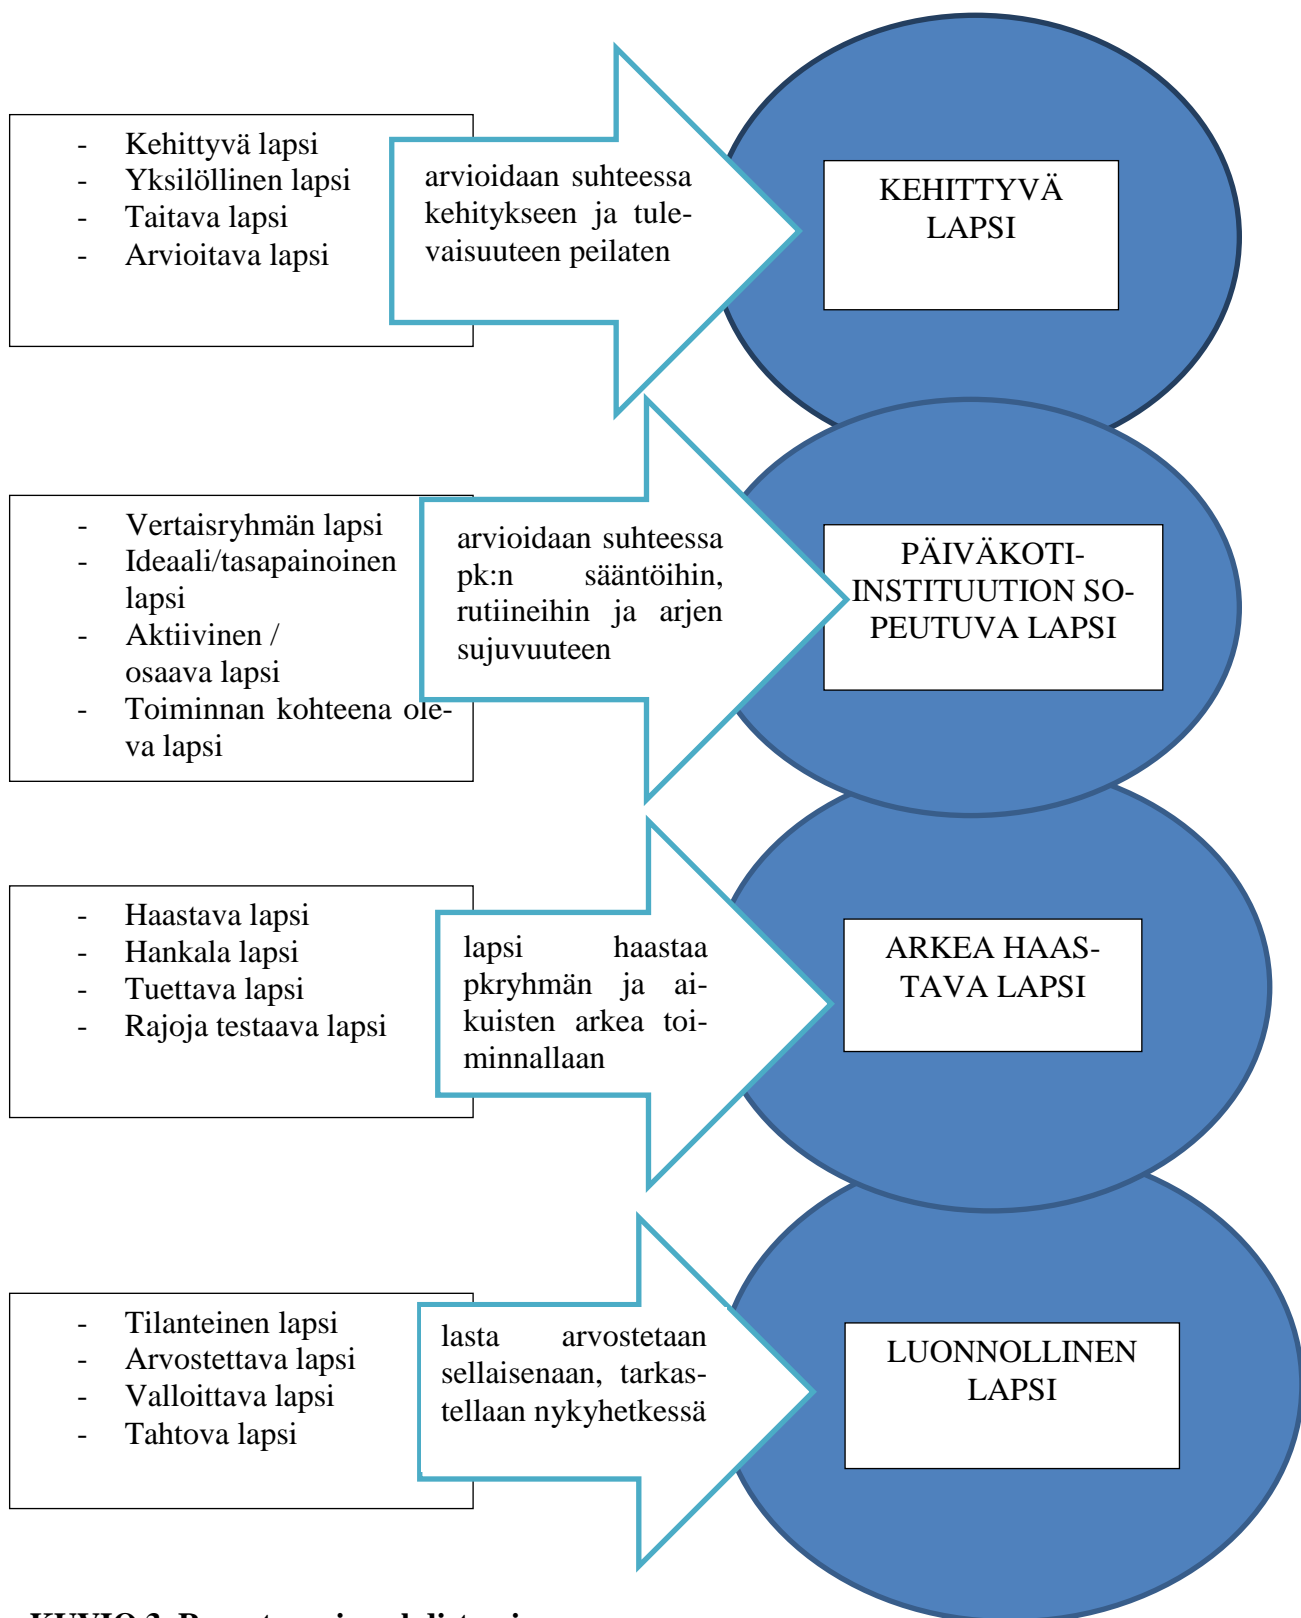 - Kehittyvä lapsi
- Yksilöllinen lapsi
- Taitava lapsi
- Arvioitava lapsi
arvioidaan suhteessa
kehitykseen ja tule-
vaisuuteen peilaten
KEHITTYVÄ
LAPSI
- Vertaisryhmän lapsi
- Ideaali/tasapainoinen
lapsi
- Aktiivinen /
osaava lapsi
- Toiminnan kohteena ole-
va lapsi
arvioidaan suhteessa
pk:n sääntöihin,
rutiineihin ja arjen
sujuvuuteen
PÄIVÄKOTI-
INSTITUUTION SO-
PEUTUVA LAPSI
- Haastava lapsi
- Hankala lapsi
- Tuettava lapsi
- Rajoja testaava lapsi
lapsi haastaa
pkryhmän ja ai-
kuisten arkea toi-
minnallaan
ARKEA HAAS-
TAVA LAPSI
- Tilanteinen lapsi
- Arvostettava lapsi
- Valloittava lapsi
- Tahtova lapsi
lasta arvostetaan
sellaisenaan, tarkas-
tellaan nykyhetkessä
LUONNOLLINEN
LAPSI